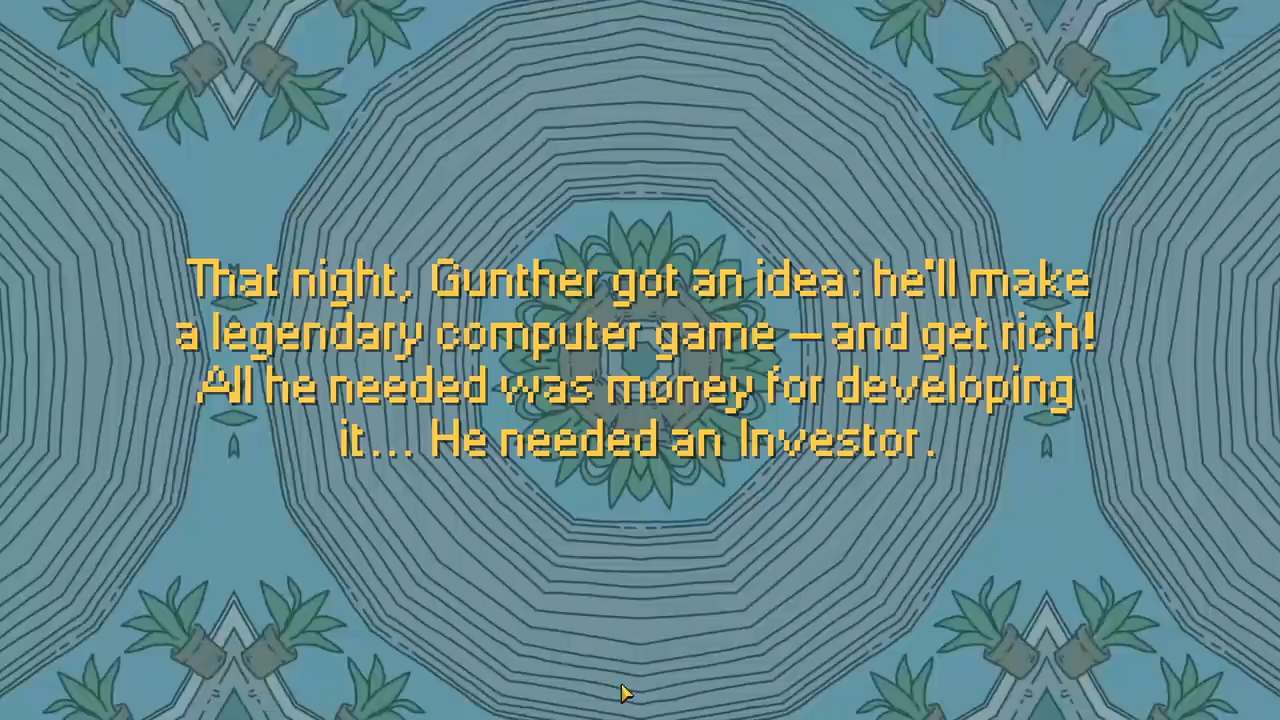 That night, Gunther got an idea: he'll make
a legendary computer game – and get rich!
All he needed was money for developing
it... He needed an Investor.